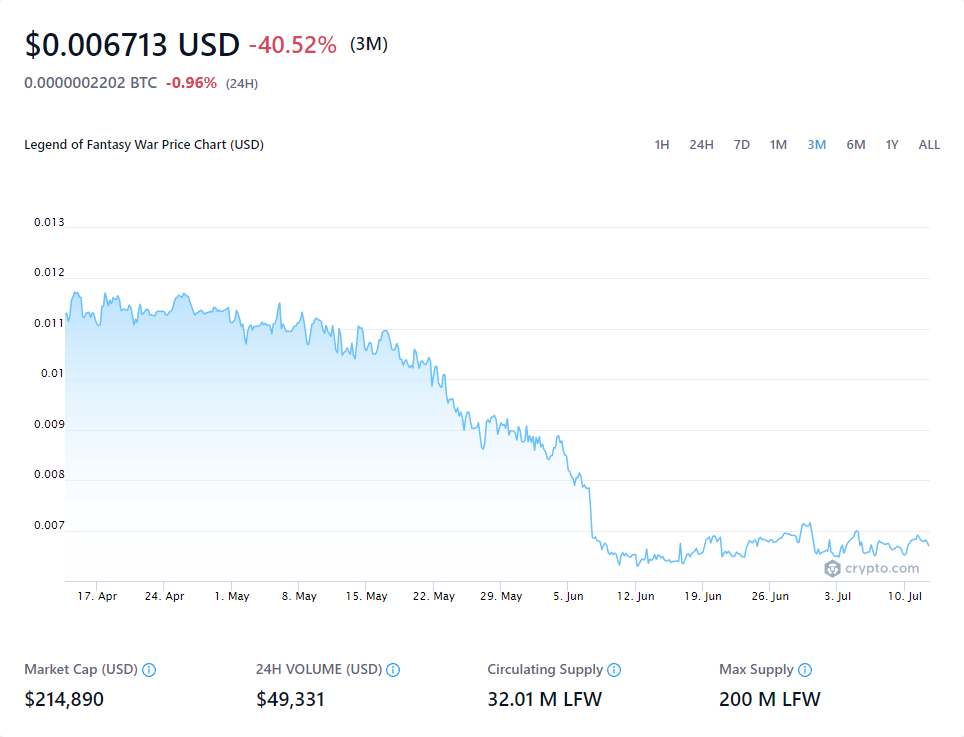 $0.006713 USD -40.52% (3M)
0.0000002202 BTC -0.96% (24H)
Legend of Fantasy War Price Chart (USD) 1H 24H 7D 1M 3M 6M 1Y ALL
0.013
0.012
0.011
0.01
0.009
0.008
0.007
crypto.com
17. Apr 24. Apr 1. May 8. May 15. May 22. May 29. May 5. Jun 12. Jun 19. Jun 26. Jun 3. Jul 10. Jul
Market Cap (USD) 24H VOLUME (USD) Circulating Supply Max Supply
$214,890 $49,331 32.01 M LFW 200 M LFW